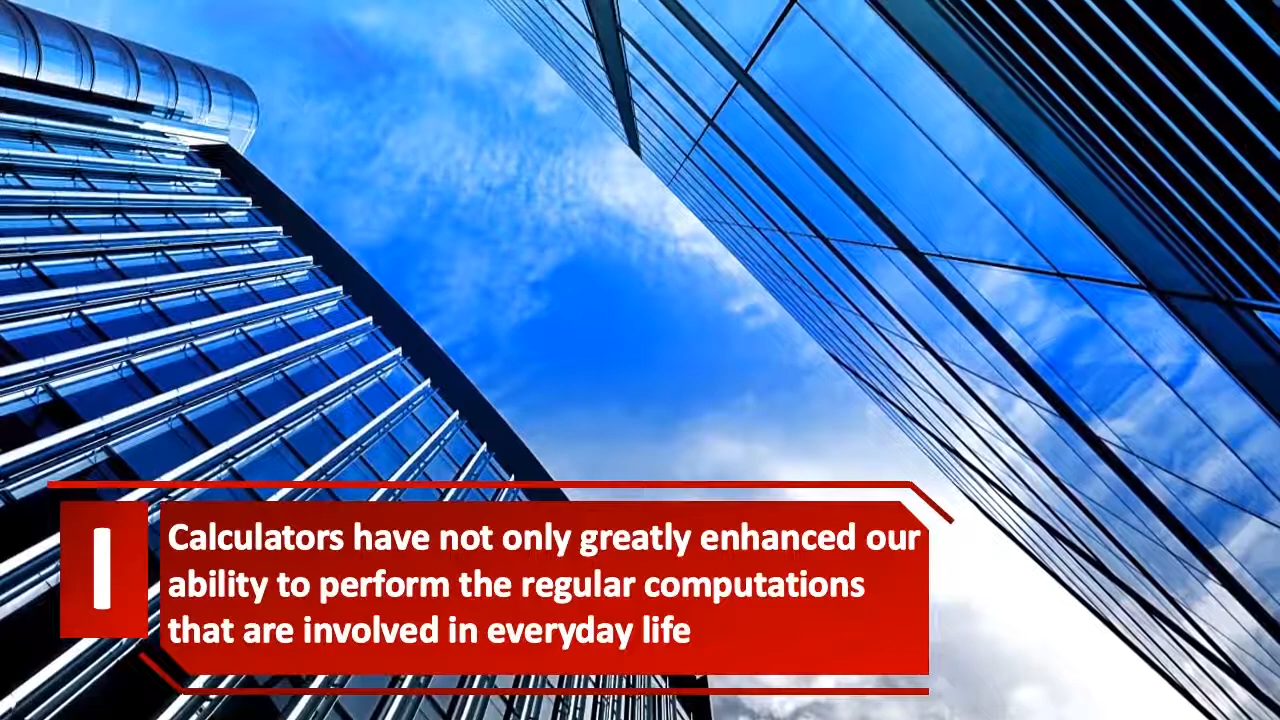 I
Calculators have not only greatly enhanced our
ability to perform the regular computations
that are involved in everyday life